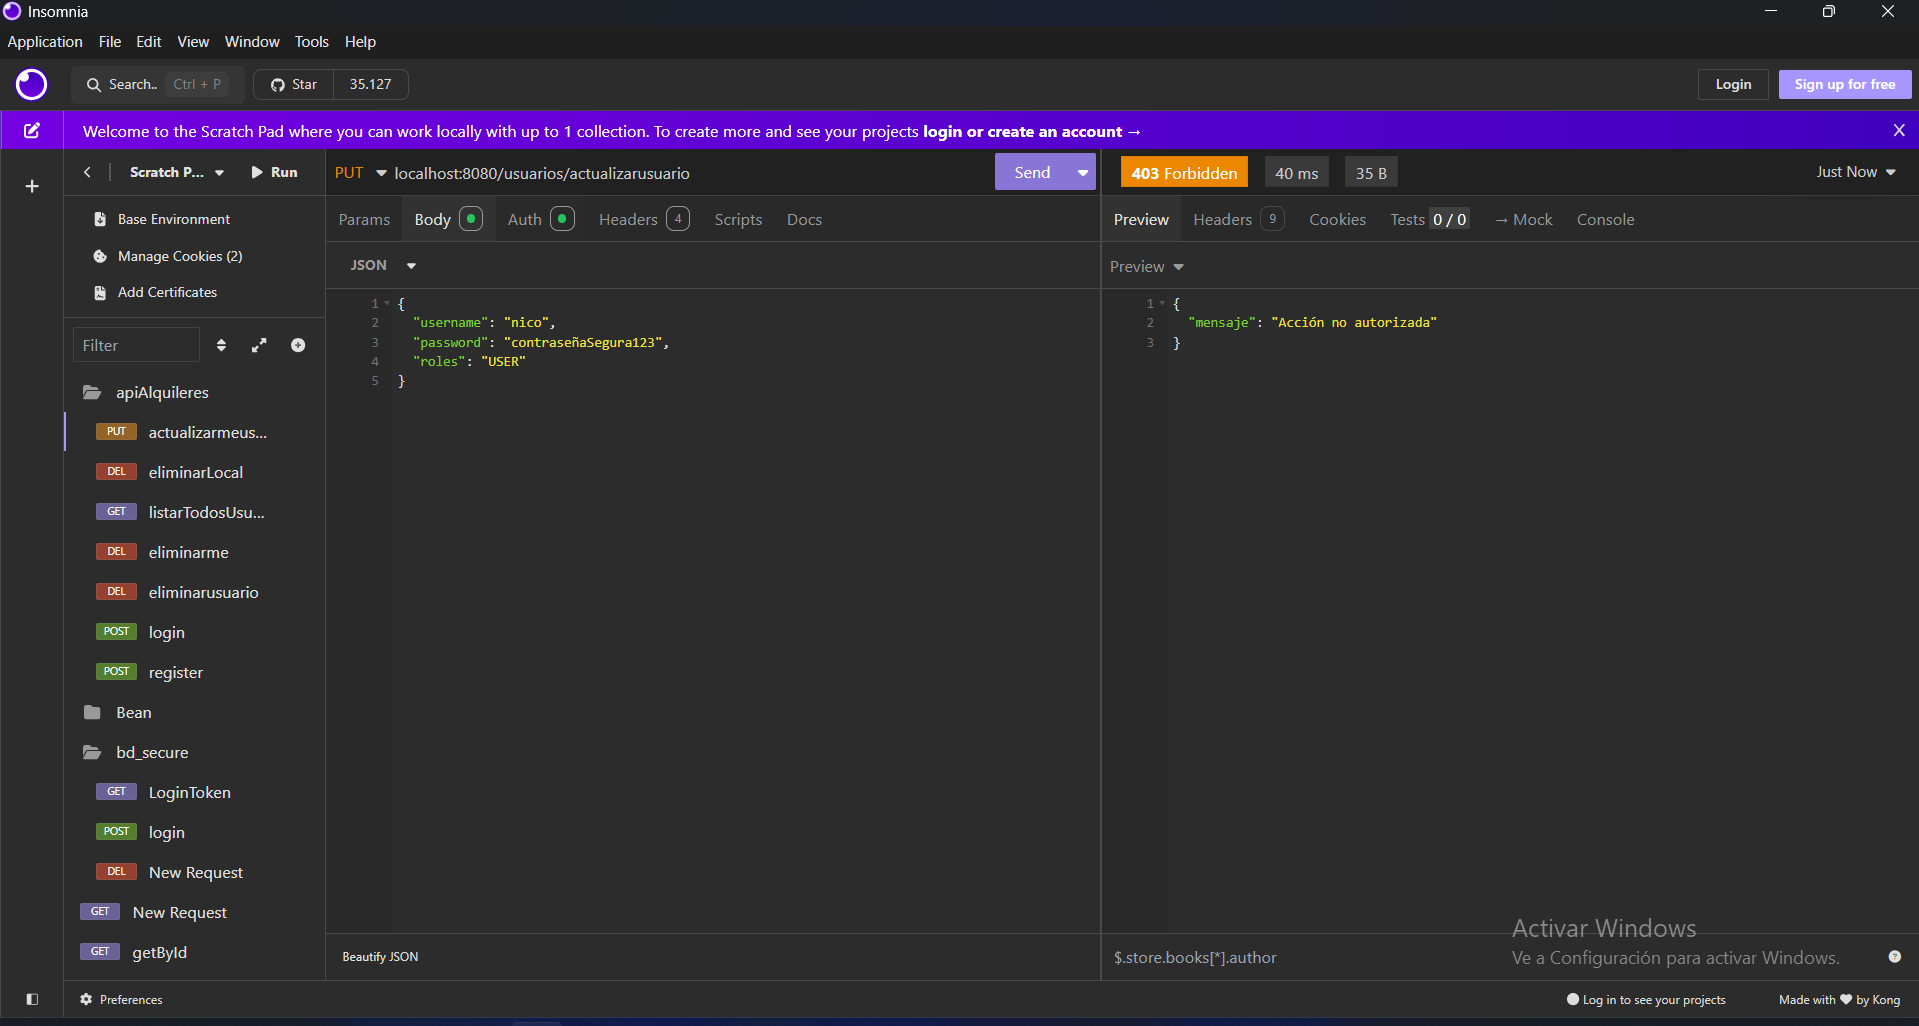 Insomnia
Application File Edit View Window Tools Help
Search.. Ctrl + P Star 35.127 Login Sign up for free
Welcome to the Scratch Pad where you can work locally with up to 1 collection. To create more and see your projects login or create an account → X
Scratch P... Run PUT localhost:8080/usuarios/actualizarusuario Send 403 Forbidden 40 ms 35 B Just Now
Base Environment
Manage Cookies (2)
Add Certificates
Filter
apiAlquileres
PUT actualizarmeus...
DEL eliminarLocal
GET listarTodosUsu...
DEL eliminarme
DEL eliminarusuario
POST login
POST register
Bean
bd_secure
GET LoginToken
POST login
DEL New Request
GET New Request
GET getById
Params Body Auth Headers 4 Scripts Docs
JSON
1 {
2 "username": "nico",
3 "password": "contraseñaSegura123",
4 "roles": "USER"
5 }
Beautify JSON
Preview Headers 9 Cookies Tests 0 / 0 → Mock Console
Preview
1 {
2 "mensaje": "Acción no autorizada"
3 }
$.store.books[*].author
Activar Windows
Ve a Configuración para activar Windows.
?
Preferences
Log in to see your projects Made with ❤ by Kong